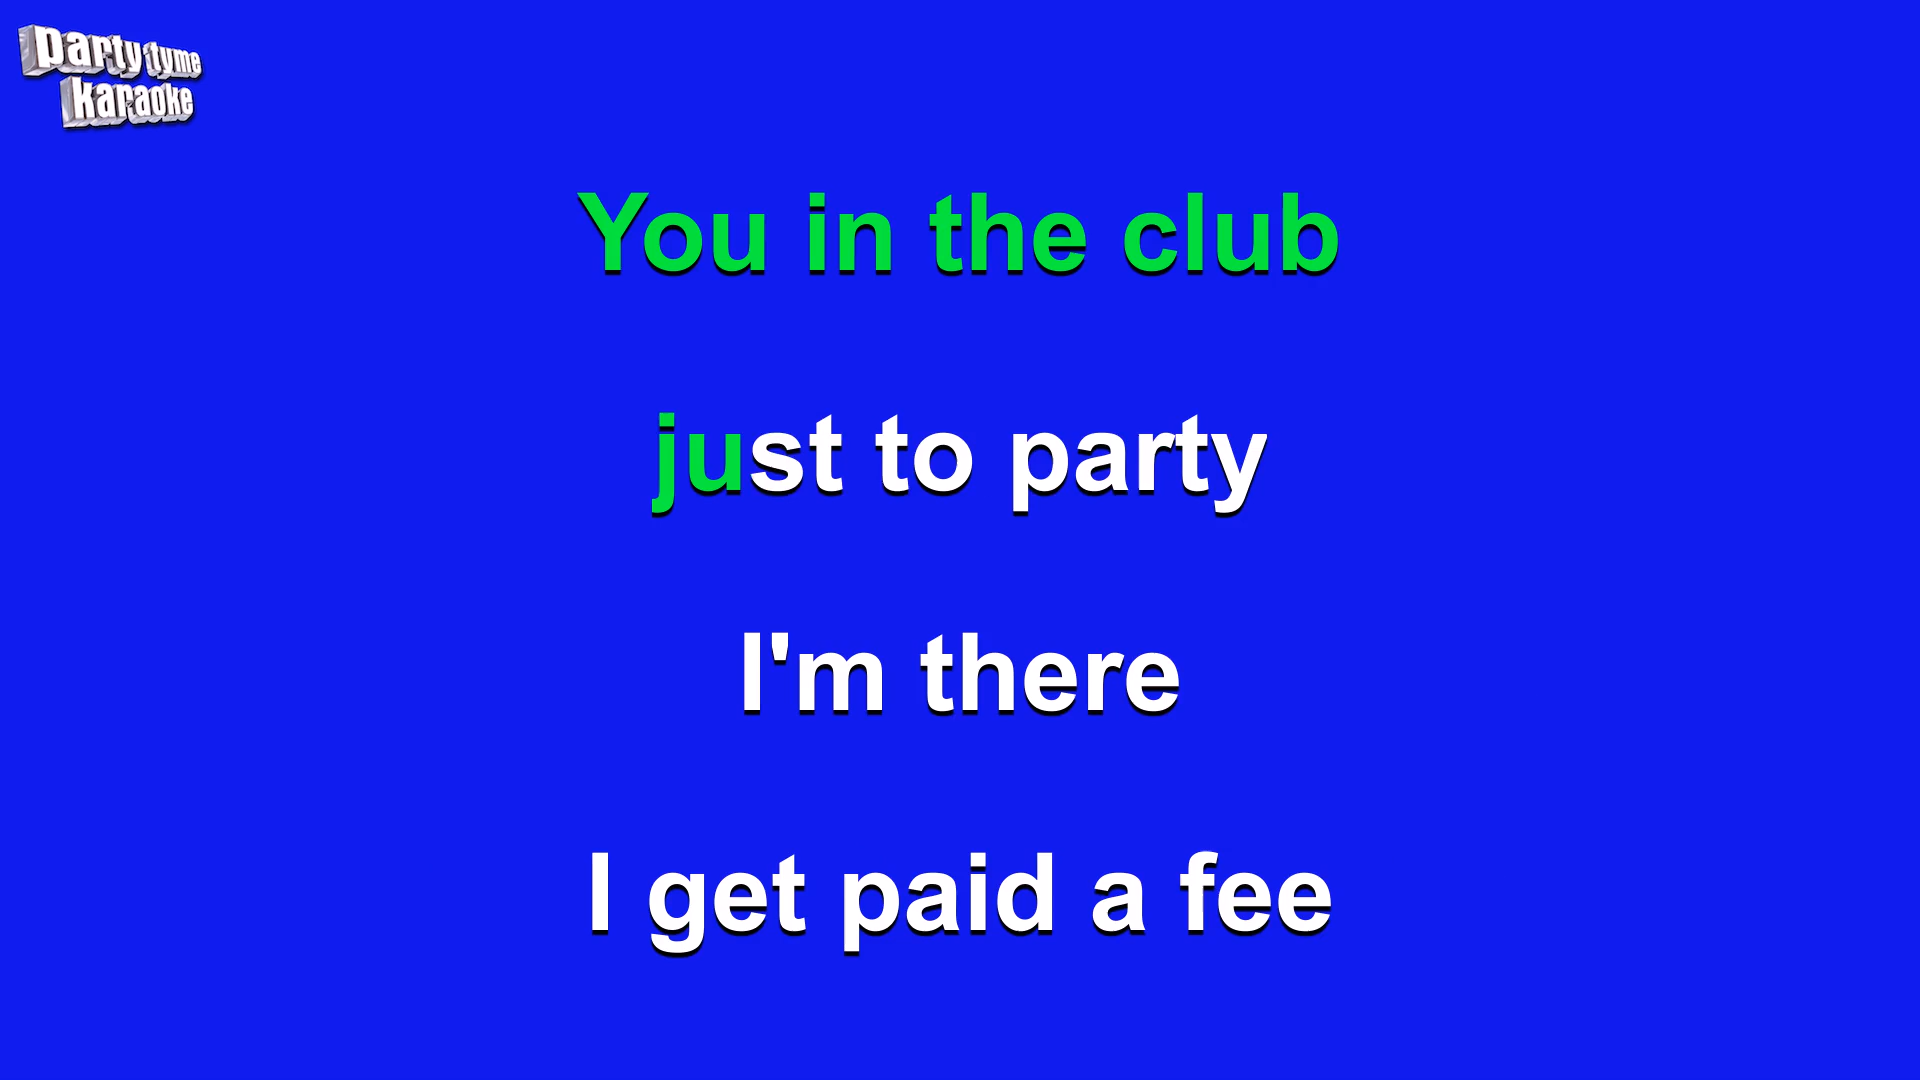 party tyme
karaoke
You in the club
just to party
I'm there
I get paid a fee